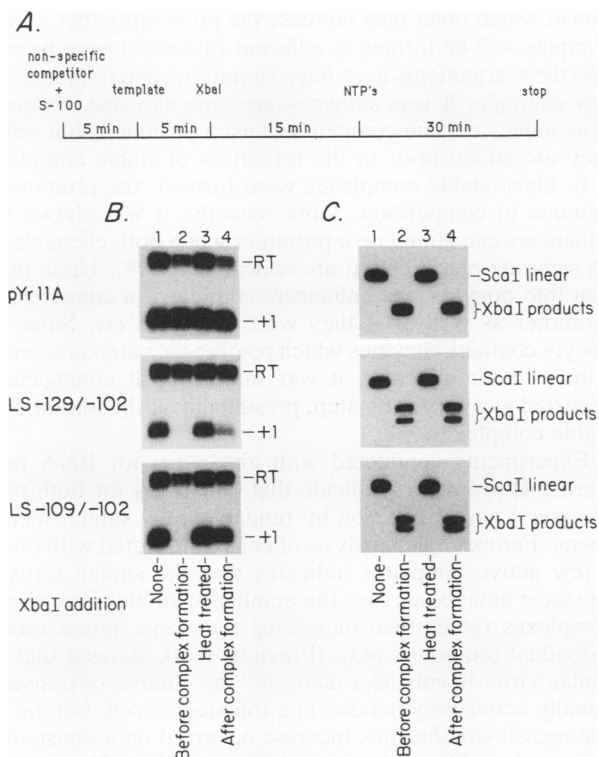 A.
non-specific
competitor
+
S-100
template
XbaI
NTP's
stop
5 min
5 min
15 min
30 min
B.
C.
1 2 3 4
1 2 3 4
pYr11A
-RT
-+1
-ScaI linear
}XbaI products
LS-129/-102
-RT
-+1
-ScaI linear
}XbaI products
LS-109/-102
-RT
-+1
-ScaI linear
}XbaI products
XbaI addition
None-
Before complex formation-
Heat treated-
After complex formation-
None-
Before complex formation-
Heat treated-
After complex formation-